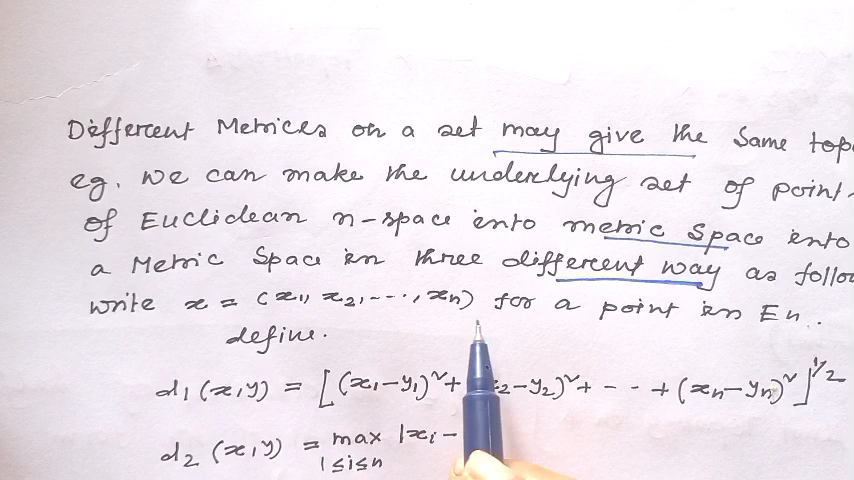 Different Metrices on a set may give the same top
eg. we can make the underlying set of point
of Euclidean n-space into metric space into
a Metric Space in three different way as follow
write x = (x₁, x₂, ---, xₙ) for a point in En.
define.
d₁(x,y) = [(x₁-y₁)²+ x₂-y₂)²+ -- + (xₙ-yₙ)²]^1/2
d₂(x,y) = max |xᵢ-
1≤i≤n